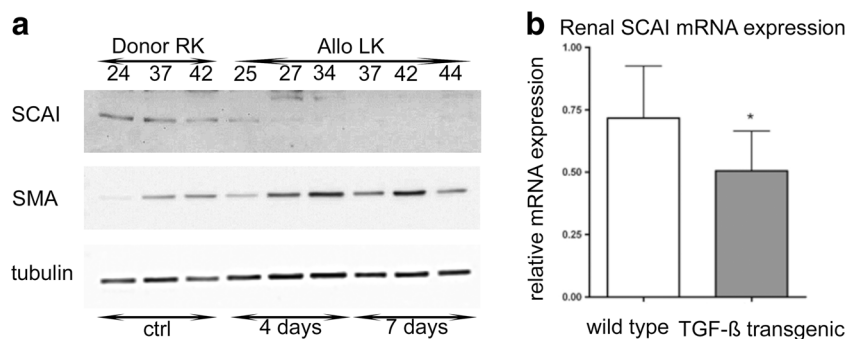 a
Donor RK Allo LK
24 37 42 25 27 34 37 42 44
SCAI
SMA
tubulin
ctrl 4 days 7 days
b Renal SCAI mRNA expression
relative mRNA expression
1.00
0.75
0.50
0.25
0.00
*
wild type TGF-ß transgenic